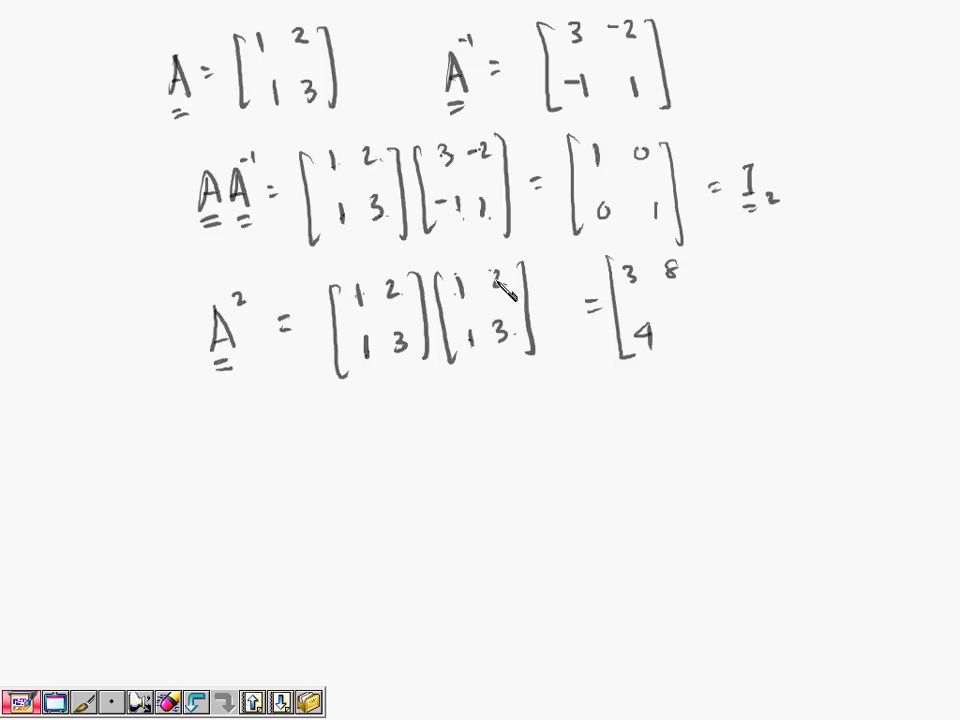 A = [1 2 1 3] A⁻¹ = [3 -2 -1 1]
AA⁻¹ = [1 2 1 3] [3 -2 -1 1] = [1 0 0 1] = I₂
A² = [1 2 1 3] [1 2 1 3] = [3 8 4